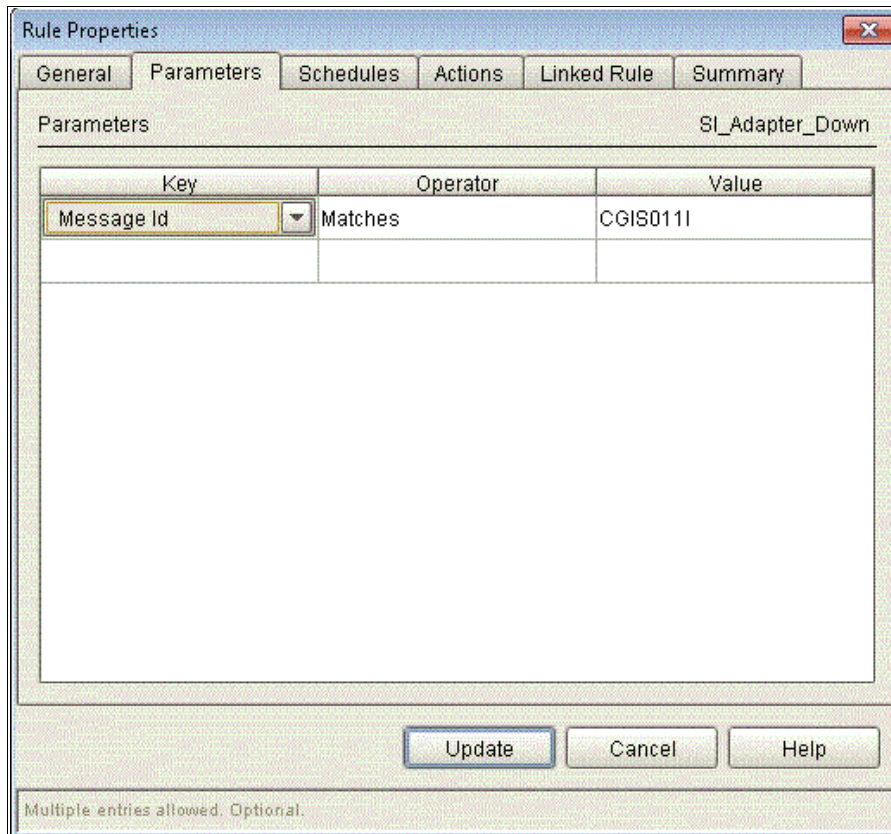 Rule Properties
General Parameters Schedules Actions Linked Rule Summary
Parameters SI_Adapter_Down
Key Operator Value
Message Id Matches CGIS011I
Update Cancel Help
Multiple entries allowed. Optional.